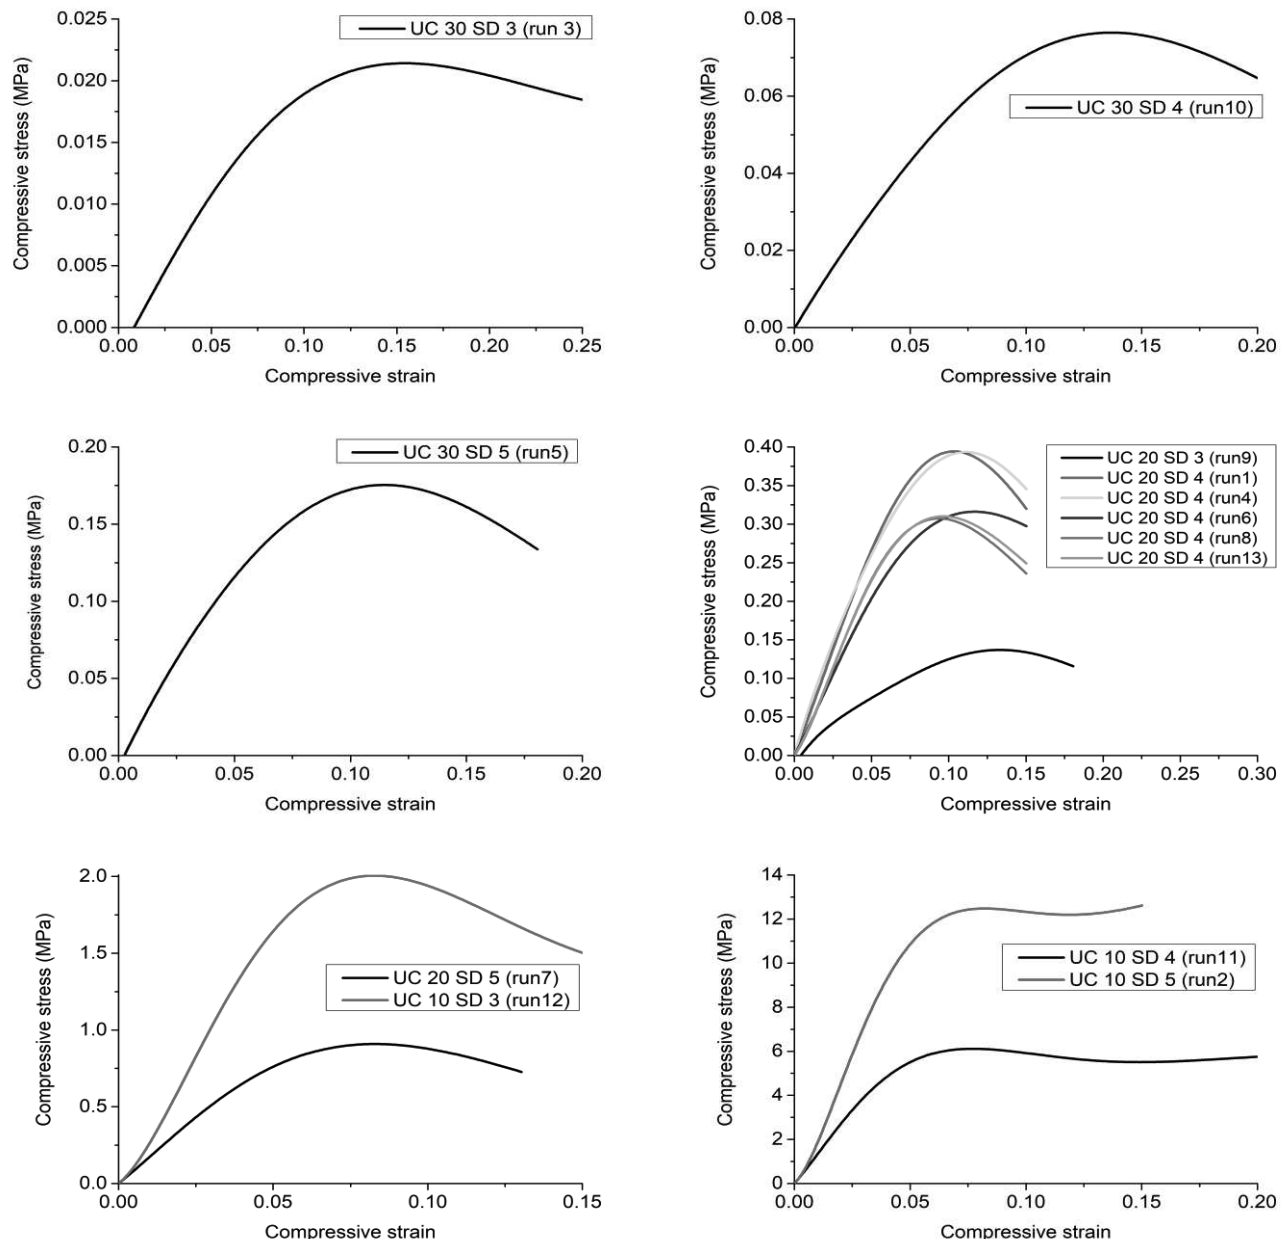 UC 30 SD 3 (run 3)
Compressive stress (MPa)
0.025
0.020
0.015
0.010
0.005
0.000
0.00 0.05 0.10 0.15 0.20 0.25
Compressive strain
UC 30 SD 4 (run10)
Compressive stress (MPa)
0.08
0.06
0.04
0.02
0.00
0.00 0.05 0.10 0.15 0.20
Compressive strain
UC 30 SD 5 (run5)
Compressive stress (MPa)
0.20
0.15
0.10
0.05
0.00
0.00 0.05 0.10 0.15 0.20
Compressive strain
UC 20 SD 3 (run9)
UC 20 SD 4 (run1)
UC 20 SD 4 (run4)
UC 20 SD 4 (run6)
UC 20 SD 4 (run8)
UC 20 SD 4 (run13)
Compressive stress (MPa)
0.40
0.35
0.30
0.25
0.20
0.15
0.10
0.05
0.00
0.00 0.05 0.10 0.15 0.20 0.25 0.30
Compressive strain
UC 20 SD 5 (run7)
UC 10 SD 3 (run12)
Compressive stress (MPa)
2.0
1.5
1.0
0.5
0.0
0.00 0.05 0.10 0.15
Compressive strain
UC 10 SD 4 (run11)
UC 10 SD 5 (run2)
Compressive stress (MPa)
14
12
10
8
6
4
2
0
0.00 0.05 0.10 0.15 0.20
Compressive strain